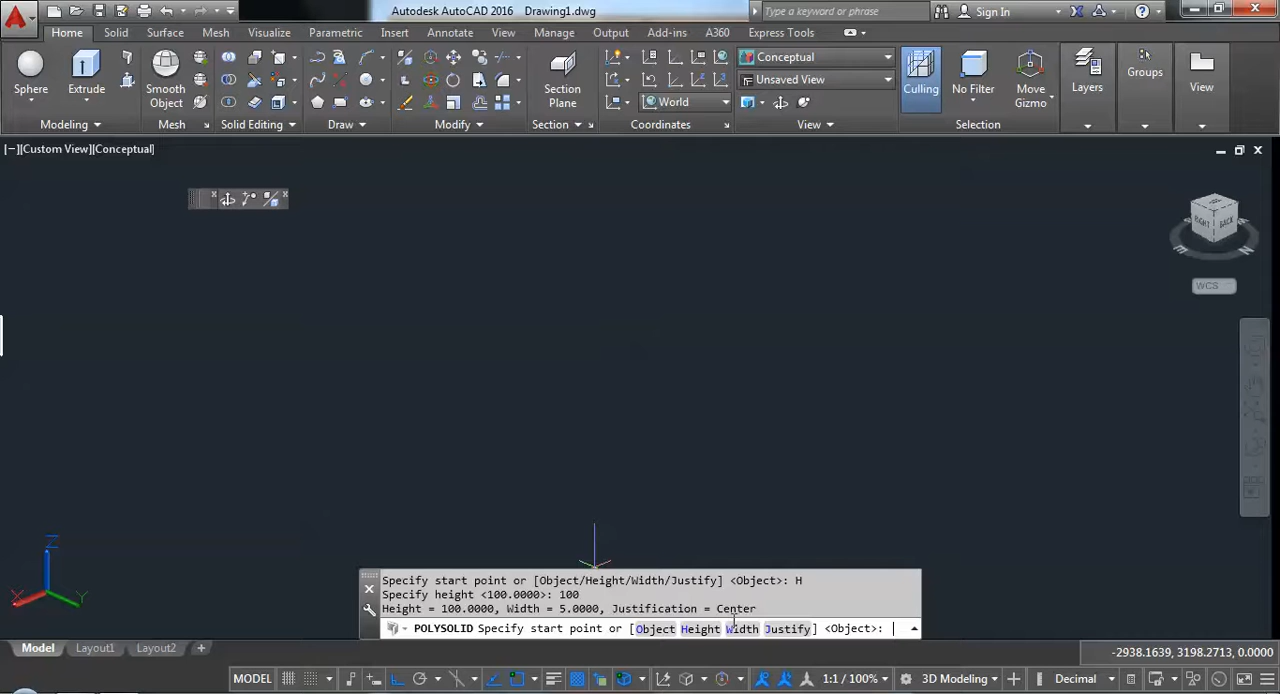 Autodesk AutoCAD 2016 Drawing1.dwg
Type a keyword or phrase
Sign In
Home Solid Surface Mesh Visualize Parametric Insert Annotate View Manage Output Add-ins A360 Express Tools
Conceptual
Unsaved View
World
Sphere Extrude Smooth Object Section Plane Culling No Filter Move Gizmo Layers Groups View
Modeling Mesh Solid Editing Draw Modify Section Coordinates View Selection
[−][Custom View][Conceptual]
RIGHT BACK
E N
WCS
Z
X Y
Specify start point or [Object/Height/Width/Justify] <Object>: H
Specify height <100.0000>: 100
Height = 100.0000, Width = 5.0000, Justification = Center
POLYSOLID Specify start point or [Object Height Width Justify] <Object>:
Model Layout1 Layout2 +
-2938.1639, 3198.2713, 0.0000
MODEL 1:1 / 100% 3D Modeling Decimal